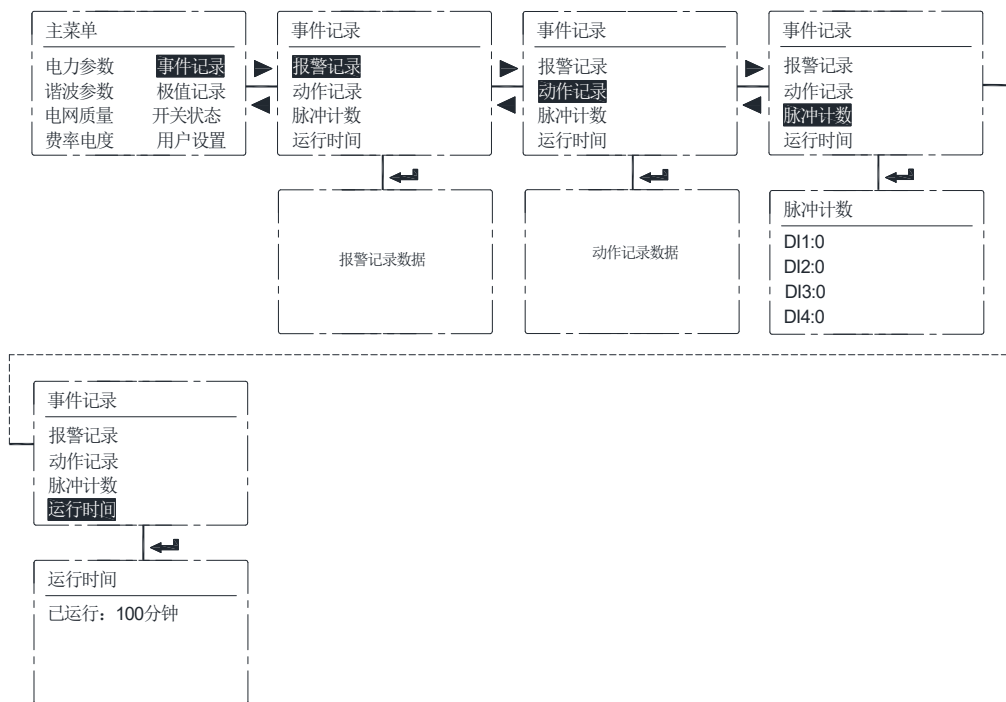 主菜单
电力参数 事件记录
谐波参数 极值记录
电网质量 开关状态
费率电度 用户设置
事件记录
报警记录
动作记录
脉冲计数
运行时间
事件记录
报警记录
动作记录
脉冲计数
运行时间
事件记录
报警记录
动作记录
脉冲计数
运行时间
报警记录数据
动作记录数据
脉冲计数
DI1:0
DI2:0
DI3:0
DI4:0
事件记录
报警记录
动作记录
脉冲计数
运行时间
运行时间
已运行：100分钟